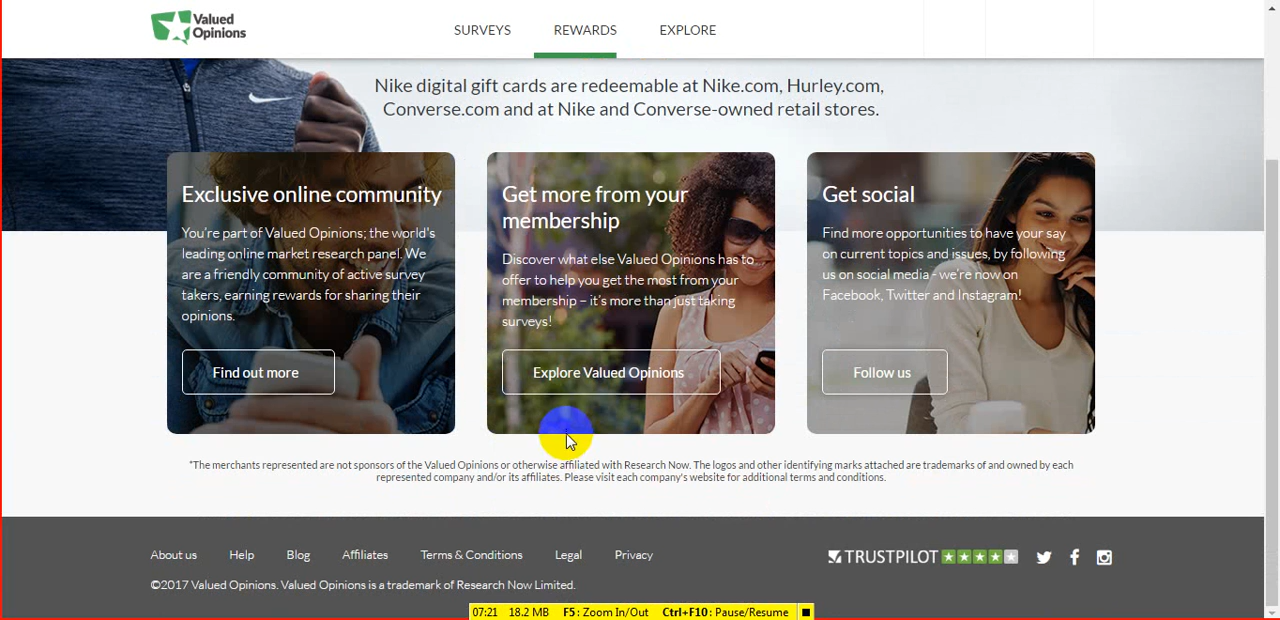 Valued
Opinions
SURVEYS
REWARDS
EXPLORE
Nike digital gift cards are redeemable at Nike.com, Hurley.com,
Converse.com and at Nike and Converse-owned retail stores.
Exclusive online community
You're part of Valued Opinions; the world's
leading online market research panel. We
are a friendly community of active survey
takers, earning rewards for sharing their
opinions.
Find out more
Get more from your
membership
Discover what else Valued Opinions has to
offer to help you get the most from your
membership – it's more than just taking
surveys!
Explore Valued Opinions
Get social
Find more opportunities to have your say
on current topics and issues, by following
us on social media - we're now on
Facebook, Twitter and Instagram!
Follow us
*The merchants represented are not sponsors of the Valued Opinions or otherwise affiliated with Research Now. The logos and other identifying marks attached are trademarks of and owned by each
represented company and/or its affiliates. Please visit each company's website for additional terms and conditions.
About us Help Blog Affiliates Terms & Conditions Legal Privacy
TRUSTPILOT
©2017 Valued Opinions. Valued Opinions is a trademark of Research Now Limited.
07:21 18.2 MB F5: Zoom In/Out Ctrl+F10: Pause/Resume